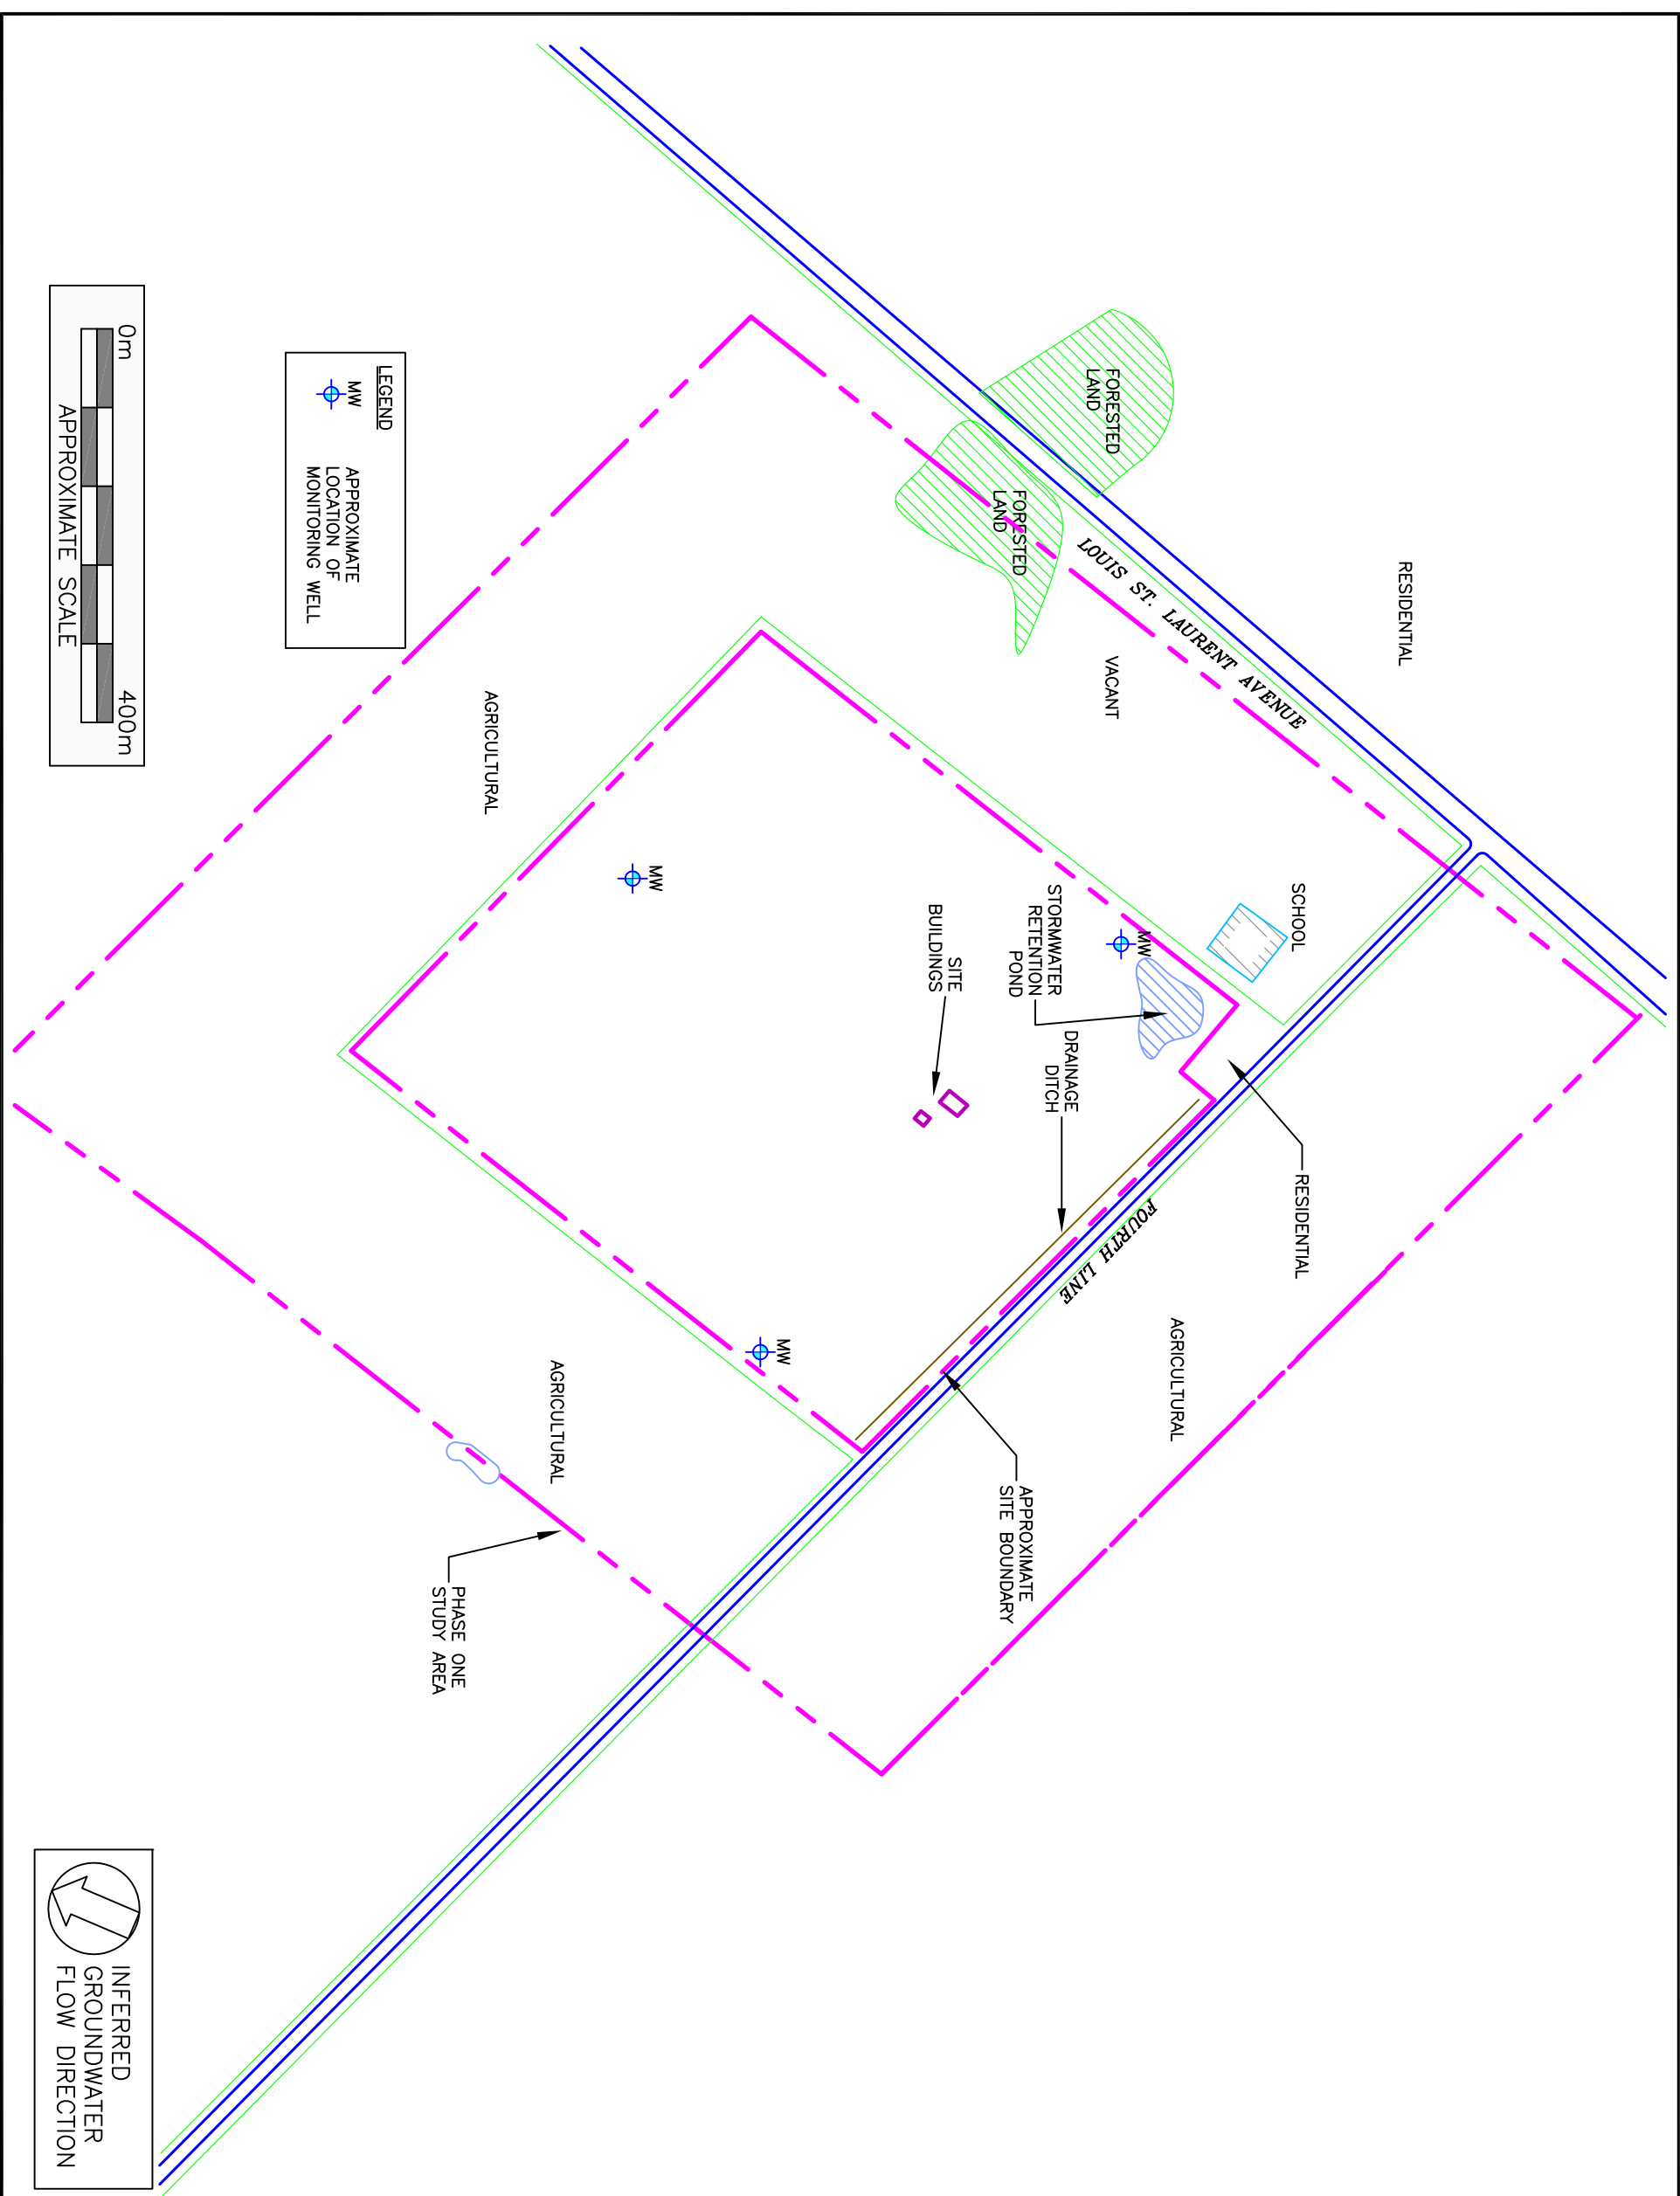 RESIDENTIAL
FORESTED
LAND
FORESTED
LAND
LOUIS ST. LAURENT AVENUE
VACANT
SCHOOL
RESIDENTIAL
MW
STORMWATER
RETENTION
POND
DRAINAGE
DITCH
FOURTH LINE
AGRICULTURAL
SITE
BUILDINGS
APPROXIMATE
SITE BOUNDARY
MW
MW
AGRICULTURAL
AGRICULTURAL
PHASE ONE
STUDY AREA
LEGEND
MW
APPROXIMATE
LOCATION OF
MONITORING WELL
0m
400m
APPROXIMATE SCALE
INFERRED
GROUNDWATER
FLOW DIRECTION